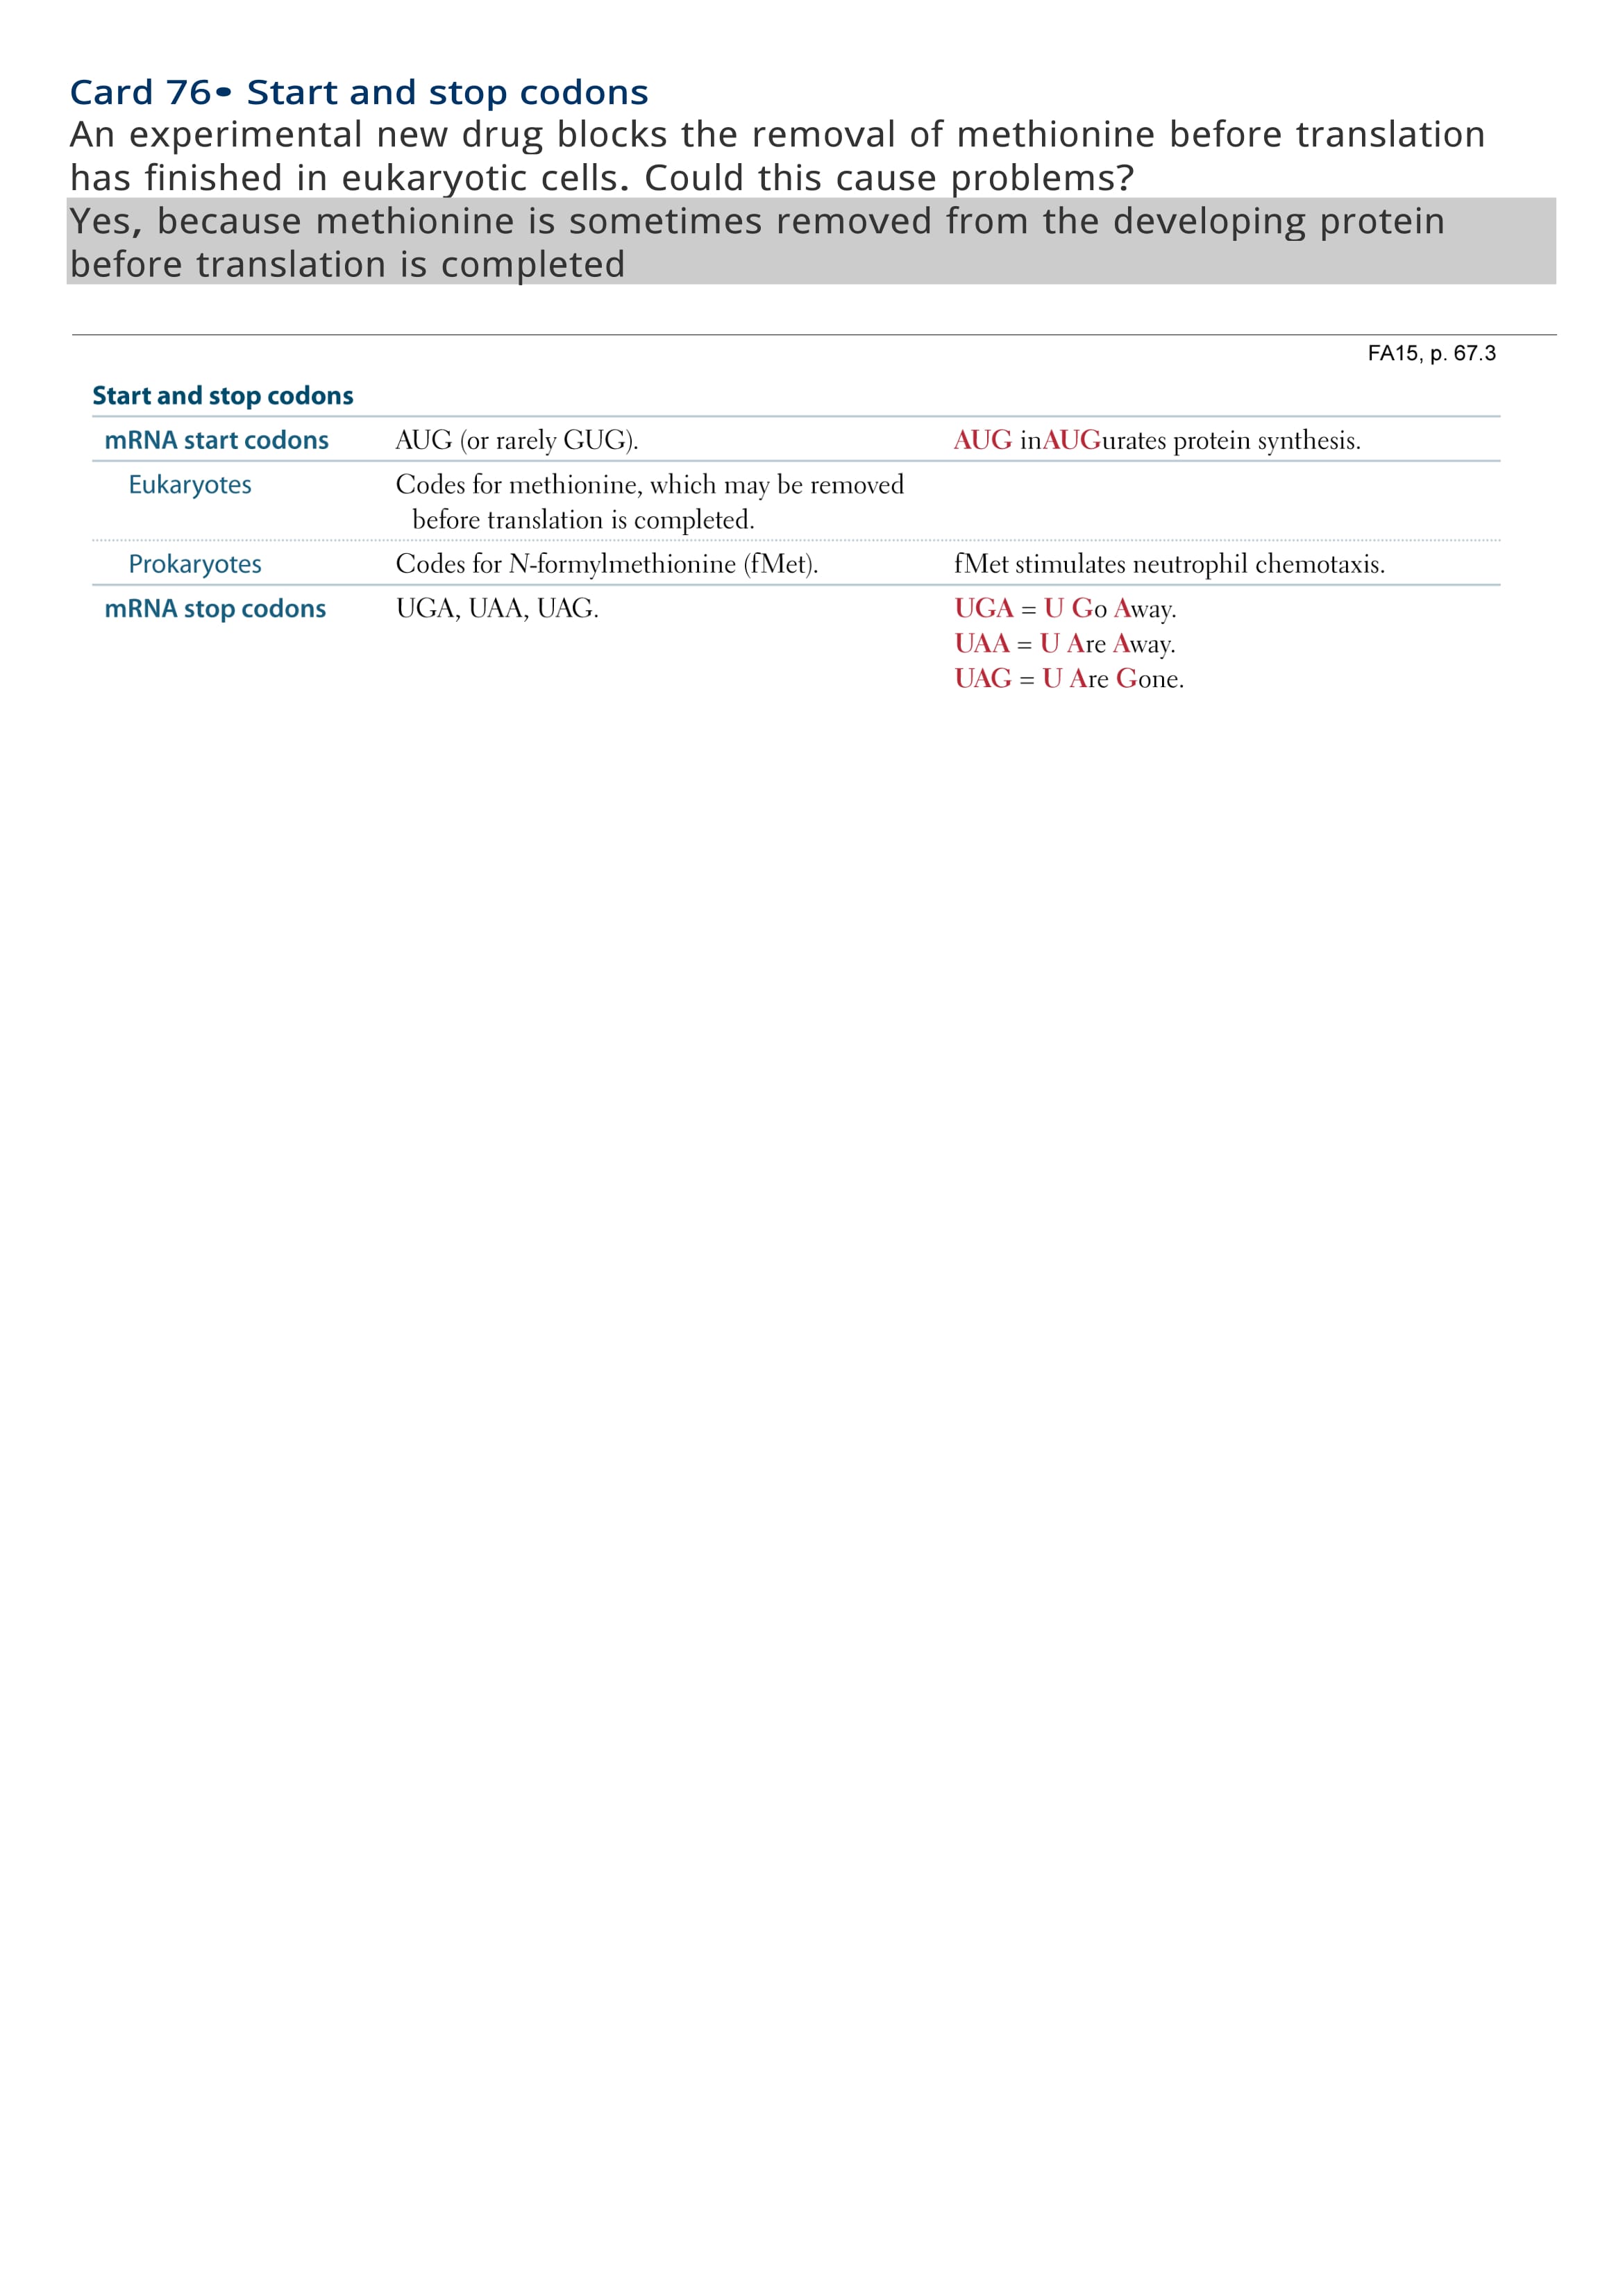 Card 76• Start and stop codons
An experimental new drug blocks the removal of methionine before translation
has finished in eukaryotic cells. Could this cause problems?
Yes, because methionine is sometimes removed from the developing protein
before translation is completed
FA15, p. 67.3
Start and stop codons
mRNA start codons AUG (or rarely GUG). AUG inAUGurates protein synthesis.
Eukaryotes Codes for methionine, which may be removed
before translation is completed.
Prokaryotes Codes for N-formylmethionine (fMet). fMet stimulates neutrophil chemotaxis.
mRNA stop codons UGA, UAA, UAG. UGA = U Go Away.
UAA = U Are Away.
UAG = U Are Gone.